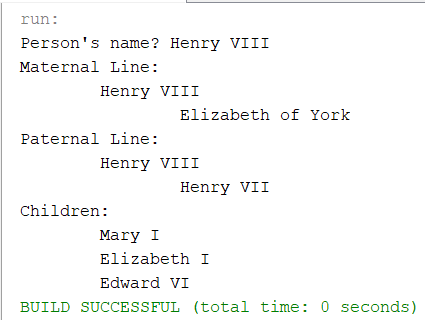 run:
Person's name? Henry VIII
Maternal Line:
Henry VIII
Elizabeth of York
Paternal Line:
Henry VIII
Henry VII
Children:
Mary I
Elizabeth I
Edward VI
BUILD SUCCESSFUL (total time: 0 seconds)